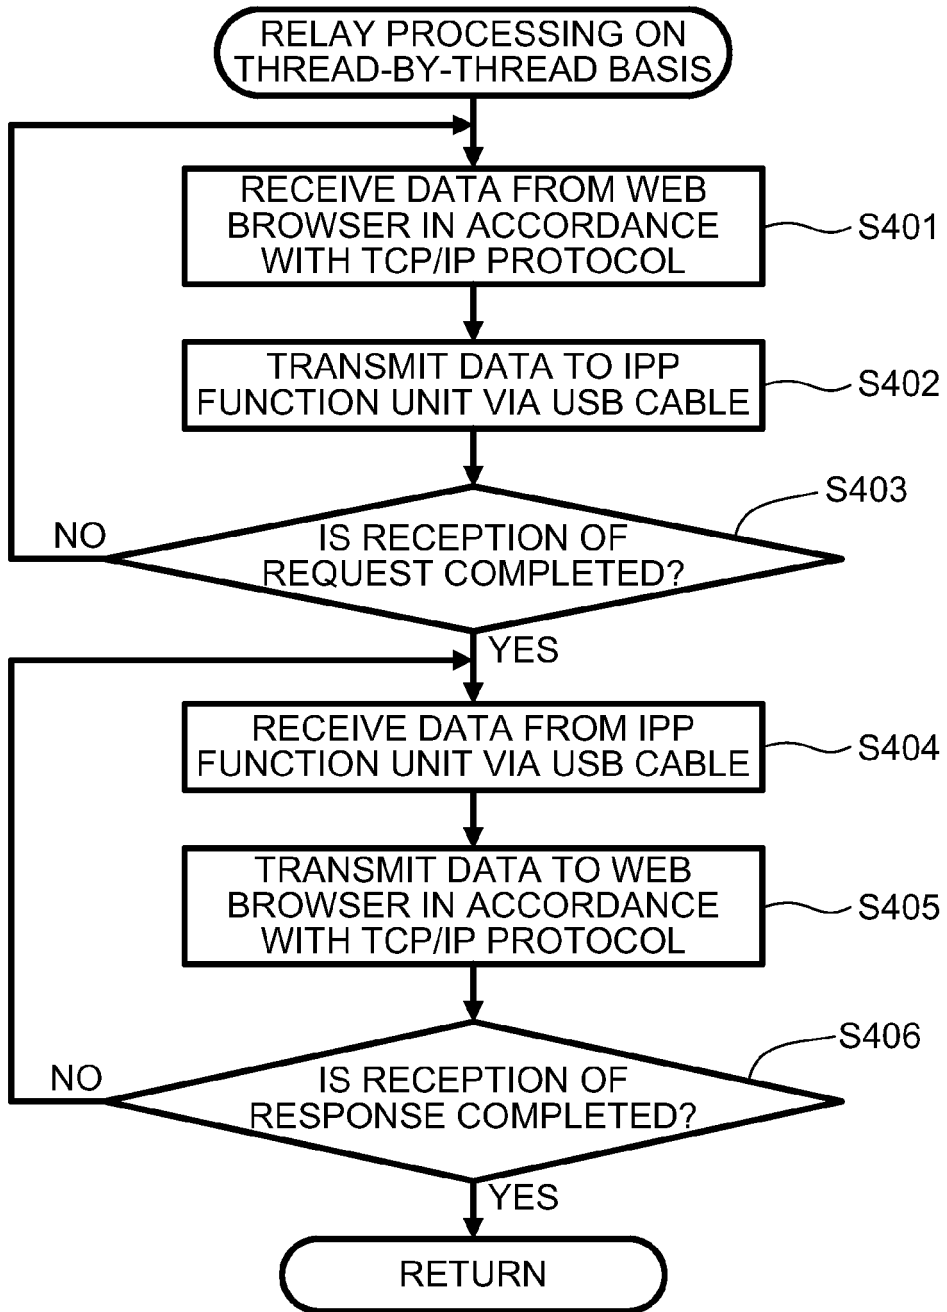 RELAY PROCESSING ON
THREAD-BY-THREAD BASIS
RECEIVE DATA FROM WEB
BROWSER IN ACCORDANCE
WITH TCP/IP PROTOCOL
S401
TRANSMIT DATA TO IPP
FUNCTION UNIT VIA USB CABLE
S402
S403
NO
IS RECEPTION OF
REQUEST COMPLETED?
YES
RECEIVE DATA FROM IPP
FUNCTION UNIT VIA USB CABLE
S404
TRANSMIT DATA TO WEB
BROWSER IN ACCORDANCE
WITH TCP/IP PROTOCOL
S405
S406
NO
IS RECEPTION OF
RESPONSE COMPLETED?
YES
RETURN